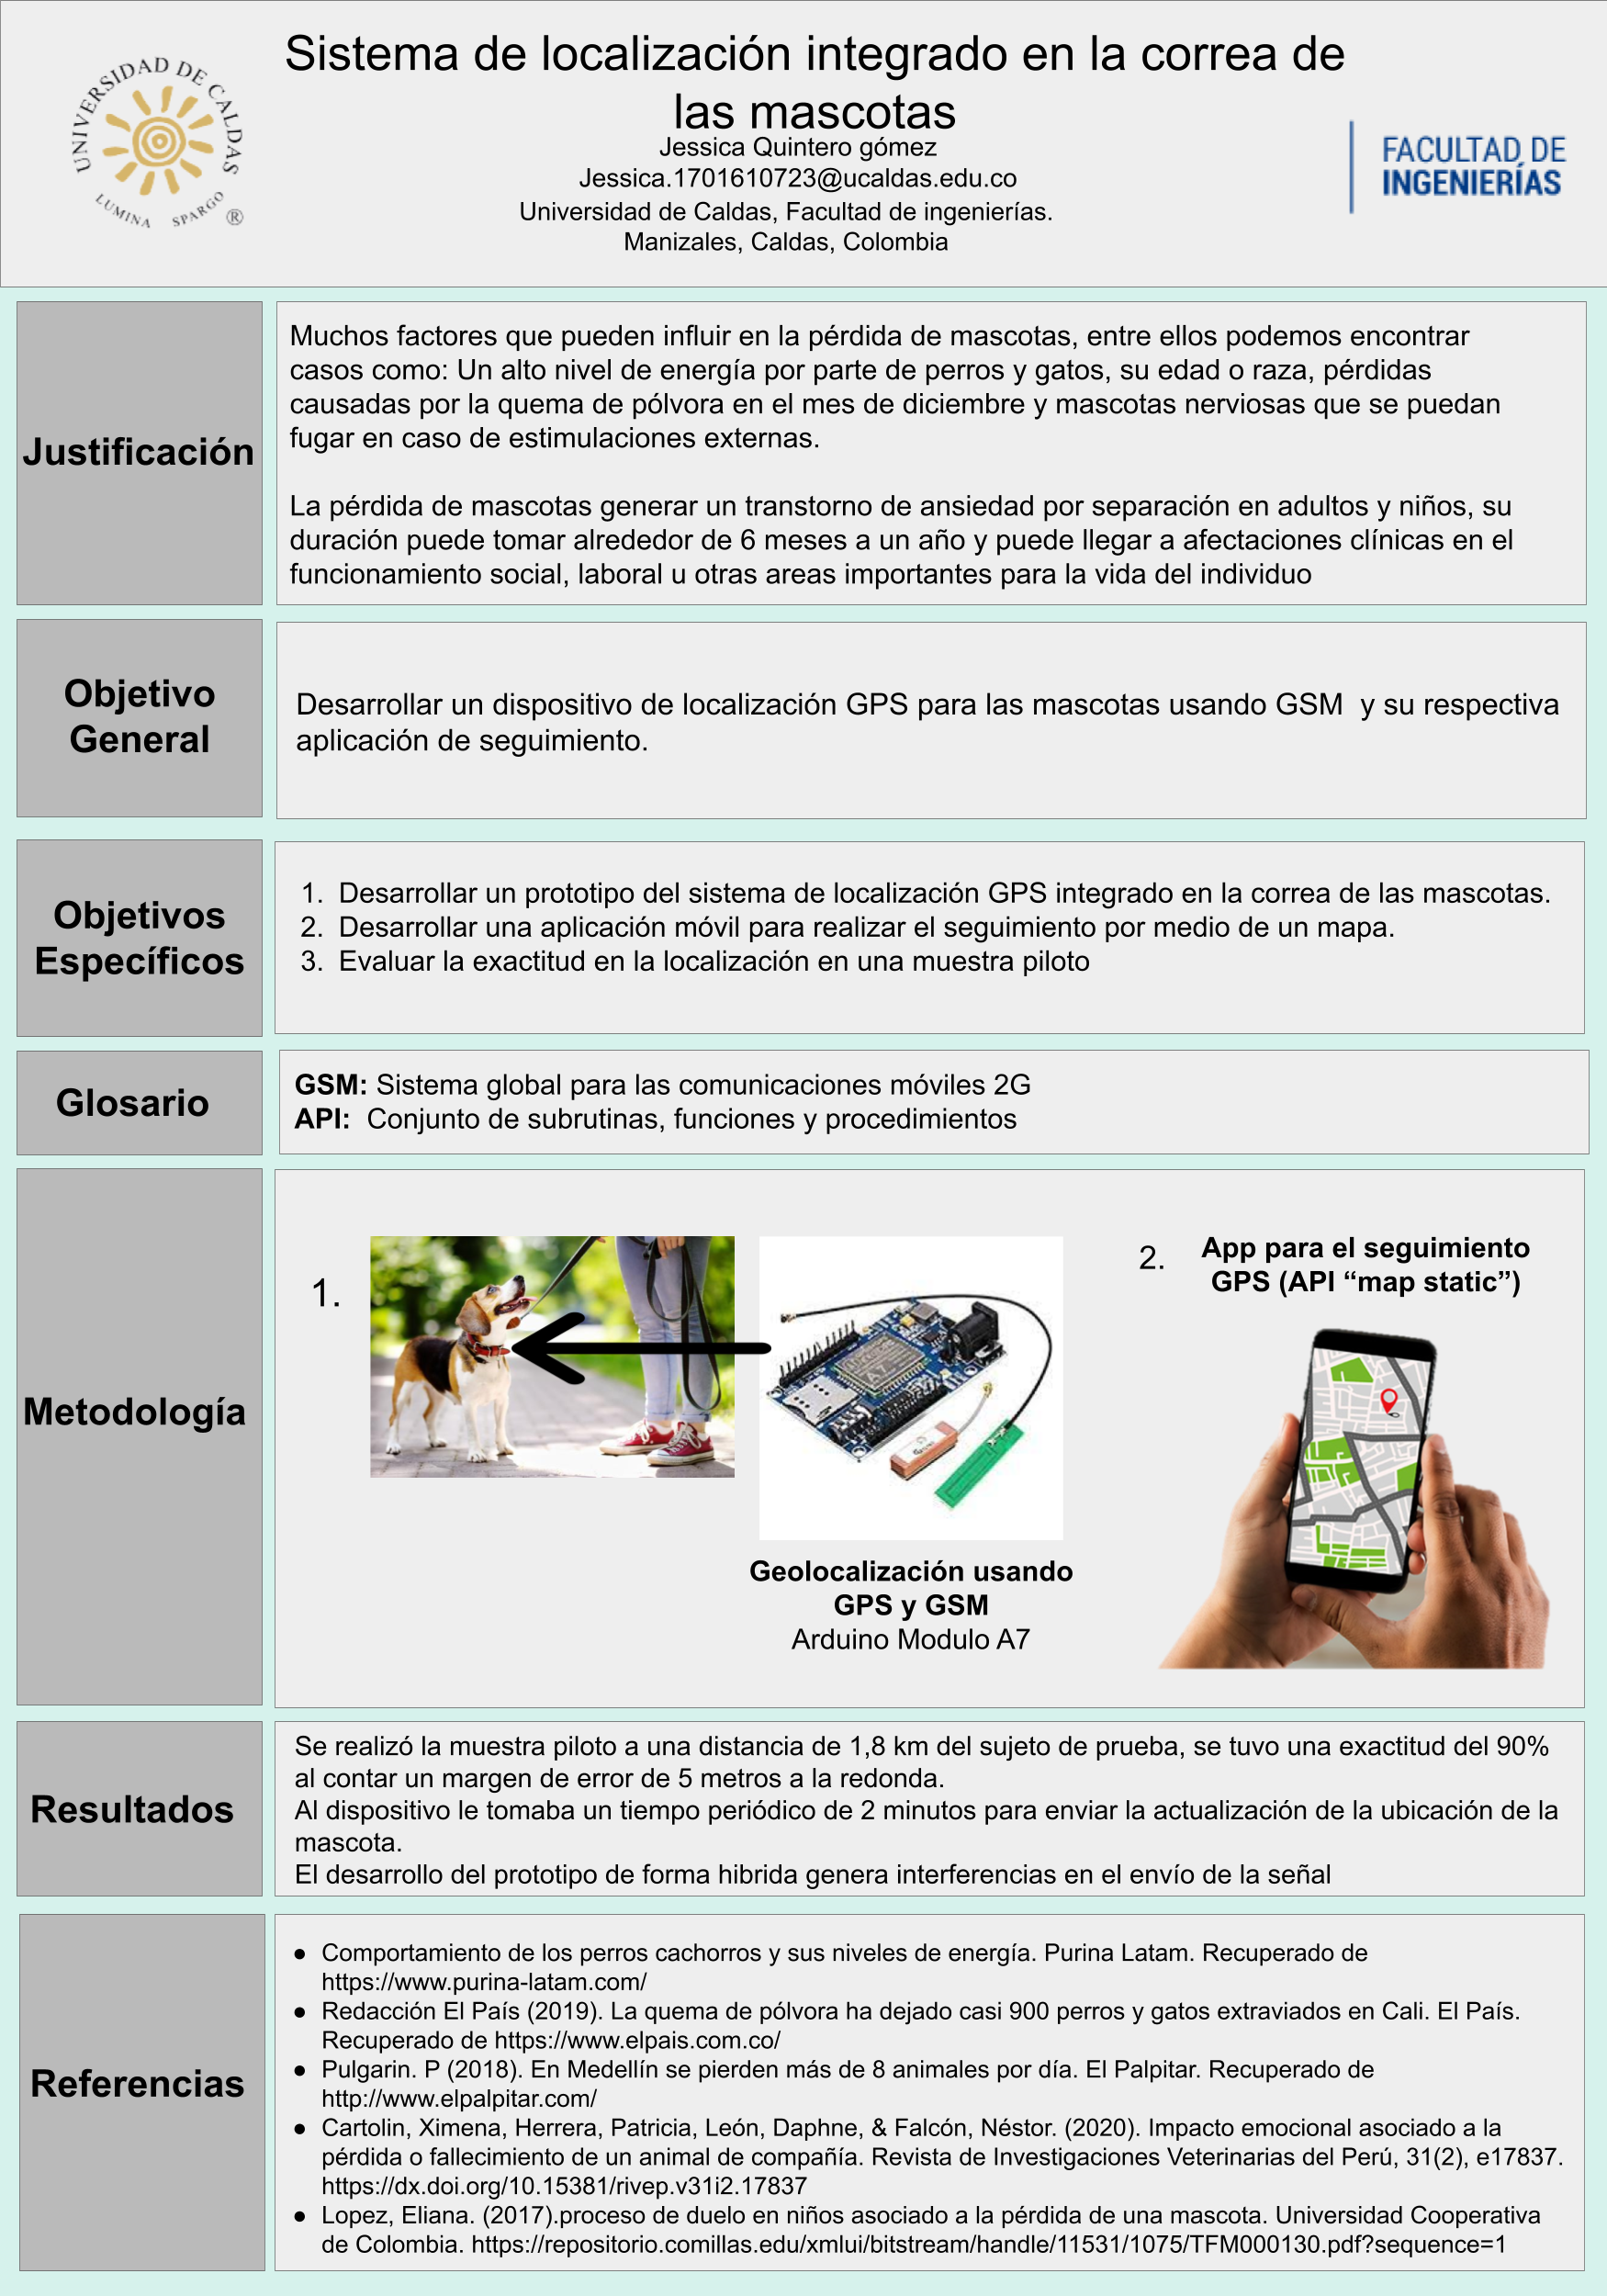 UNIVERSIDAD DE CALDAS
LUMINA SPARGO ®
Sistema de localización integrado en la correa de
las mascotas
Jessica Quintero gómez
Jessica.1701610723@ucaldas.edu.co
Universidad de Caldas, Facultad de ingenierías.
Manizales, Caldas, Colombia
FACULTAD DE
INGENIERÍAS
Justificación
Muchos factores que pueden influir en la pérdida de mascotas, entre ellos podemos encontrar
casos como: Un alto nivel de energía por parte de perros y gatos, su edad o raza, pérdidas
causadas por la quema de pólvora en el mes de diciembre y mascotas nerviosas que se puedan
fugar en caso de estimulaciones externas.
La pérdida de mascotas generar un transtorno de ansiedad por separación en adultos y niños, su
duración puede tomar alrededor de 6 meses a un año y puede llegar a afectaciones clínicas en el
funcionamiento social, laboral u otras areas importantes para la vida del individuo
Objetivo
General
Desarrollar un dispositivo de localización GPS para las mascotas usando GSM  y su respectiva
aplicación de seguimiento.
Objetivos
Específicos
1. Desarrollar un prototipo del sistema de localización GPS integrado en la correa de las mascotas.
2. Desarrollar una aplicación móvil para realizar el seguimiento por medio de un mapa.
3. Evaluar la exactitud en la localización en una muestra piloto
Glosario
GSM: Sistema global para las comunicaciones móviles 2G
API:  Conjunto de subrutinas, funciones y procedimientos
Metodología
1.
Geolocalización usando
GPS y GSM
Arduino Modulo A7
2.
App para el seguimiento
GPS (API “map static”)
Resultados
Se realizó la muestra piloto a una distancia de 1,8 km del sujeto de prueba, se tuvo una exactitud del 90%
al contar un margen de error de 5 metros a la redonda.
Al dispositivo le tomaba un tiempo periódico de 2 minutos para enviar la actualización de la ubicación de la
mascota.
El desarrollo del prototipo de forma hibrida genera interferencias en el envío de la señal
Referencias
● Comportamiento de los perros cachorros y sus niveles de energía. Purina Latam. Recuperado de
https://www.purina-latam.com/
● Redacción El País (2019). La quema de pólvora ha dejado casi 900 perros y gatos extraviados en Cali. El País.
Recuperado de https://www.elpais.com.co/
● Pulgarin. P (2018). En Medellín se pierden más de 8 animales por día. El Palpitar. Recuperado de
http://www.elpalpitar.com/
● Cartolin, Ximena, Herrera, Patricia, León, Daphne, & Falcón, Néstor. (2020). Impacto emocional asociado a la
pérdida o fallecimiento de un animal de compañía. Revista de Investigaciones Veterinarias del Perú, 31(2), e17837.
https://dx.doi.org/10.15381/rivep.v31i2.17837
● Lopez, Eliana. (2017).proceso de duelo en niños asociado a la pérdida de una mascota. Universidad Cooperativa
de Colombia. https://repositorio.comillas.edu/xmlui/bitstream/handle/11531/1075/TFM000130.pdf?sequence=1